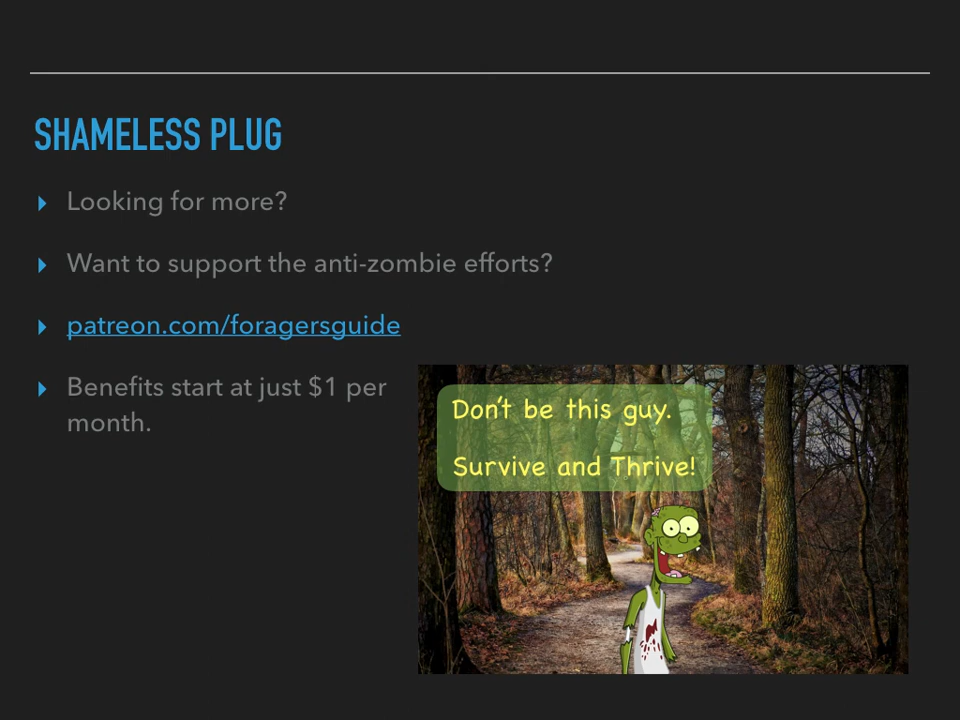 SHAMELESS PLUG
Looking for more?
Want to support the anti-zombie efforts?
patreon.com/foragersguide
Benefits start at just $1 per
month.
Don't be this guy.
Survive and Thrive!